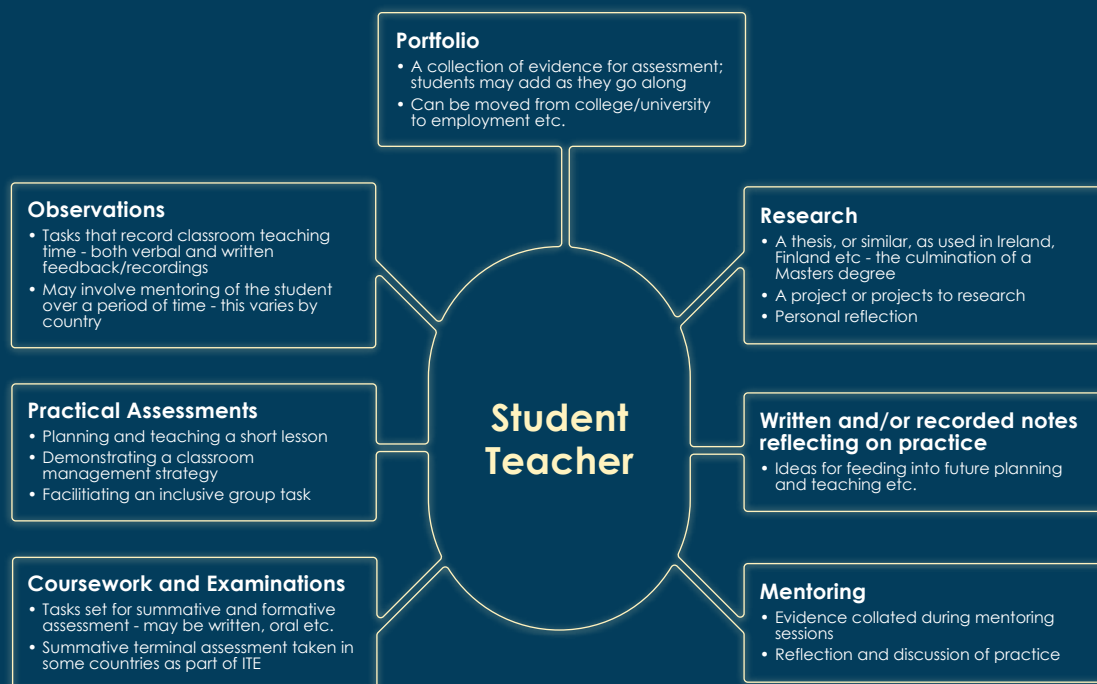 Portfolio
• A collection of evidence for assessment;
students may add as they go along
• Can be moved from college/university
to employment etc.
Observations
• Tasks that record classroom teaching
time - both verbal and written
feedback/recordings
• May involve mentoring of the student
over a period of time - this varies by
country
Research
• A thesis, or similar, as used in Ireland,
Finland etc - the culmination of a
Masters degree
• A project or projects to research
• Personal reflection
Practical Assessments
• Planning and teaching a short lesson
• Demonstrating a classroom
management strategy
• Facilitiating an inclusive group task
Student
Teacher
Written and/or recorded notes
reflecting on practice
• Ideas for feeding into future planning
and teaching etc.
Coursework and Examinations
• Tasks set for summative and formative
assessment - may be written, oral etc.
• Summative terminal assessment taken in
some countries as part of ITE
Mentoring
• Evidence collated during mentoring
sessions
• Reflection and discussion of practice